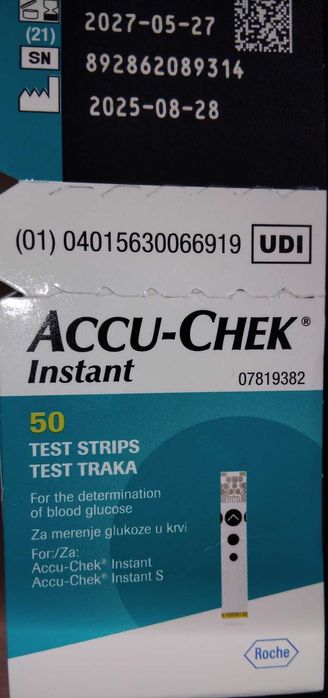 2027-05-27
(21)
SN 892862089314
2025-08-28
(01) 04015630066919 UDI
ACCU-CHEK®
Instant
07819382
50
TEST STRIPS
TEST TRAKA
For the determination
of blood glucose
Za merenje glukoze u krvi
For:/Za:
Accu-Chek® Instant
Accu-Chek® Instant S
Roche